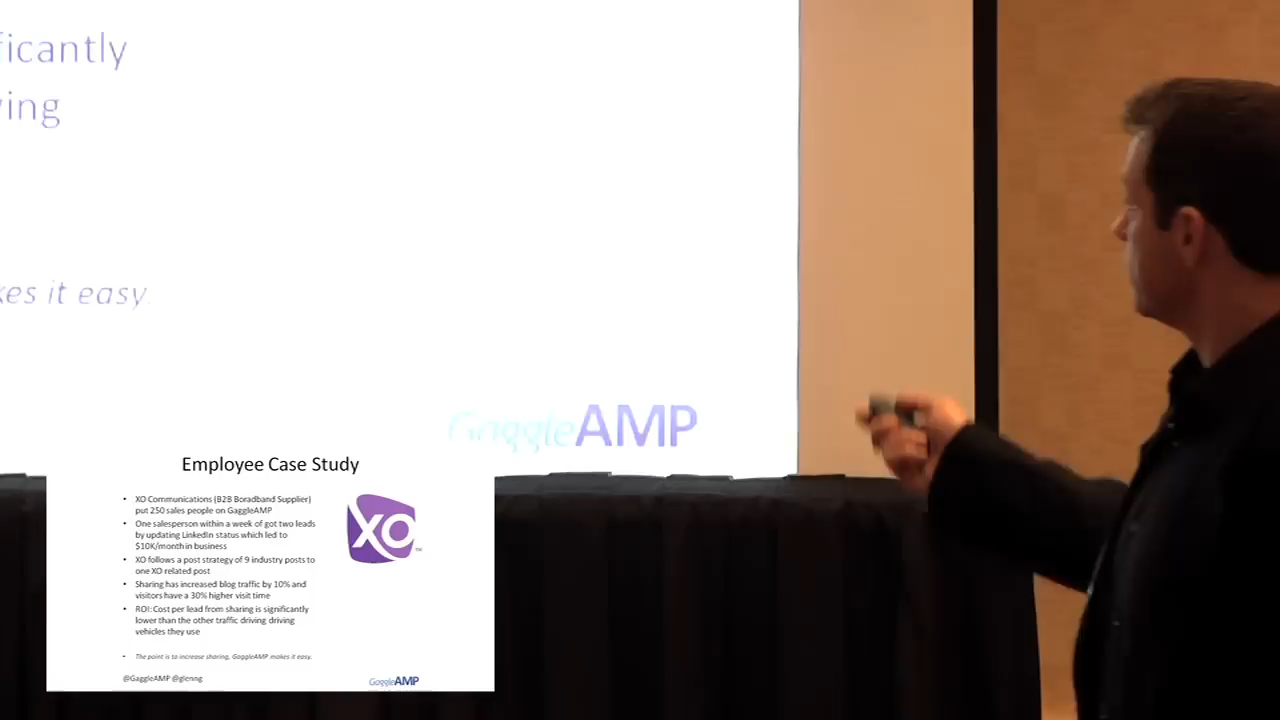 ficantly
ving
kes it easy.
GaggleAMP
Employee Case Study
• XO Communications (B2B Boradband Supplier)
put 250 sales people on GaggleAMP
• One salesperson within a week of got two leads
by updating LinkedIn status which led to
$10K/month in business
• XO follows a post strategy of 9 industry posts to
one XO related post
• Sharing has increased blog traffic by 10% and
visitors have a 30% higher visit time
• ROI: Cost per lead from sharing is significantly
lower than the other traffic driving driving
vehicles they use
• The point is to increase sharing, GaggleAMP makes it easy.
XO™
@GaggleAMP @glenng
GaggleAMP